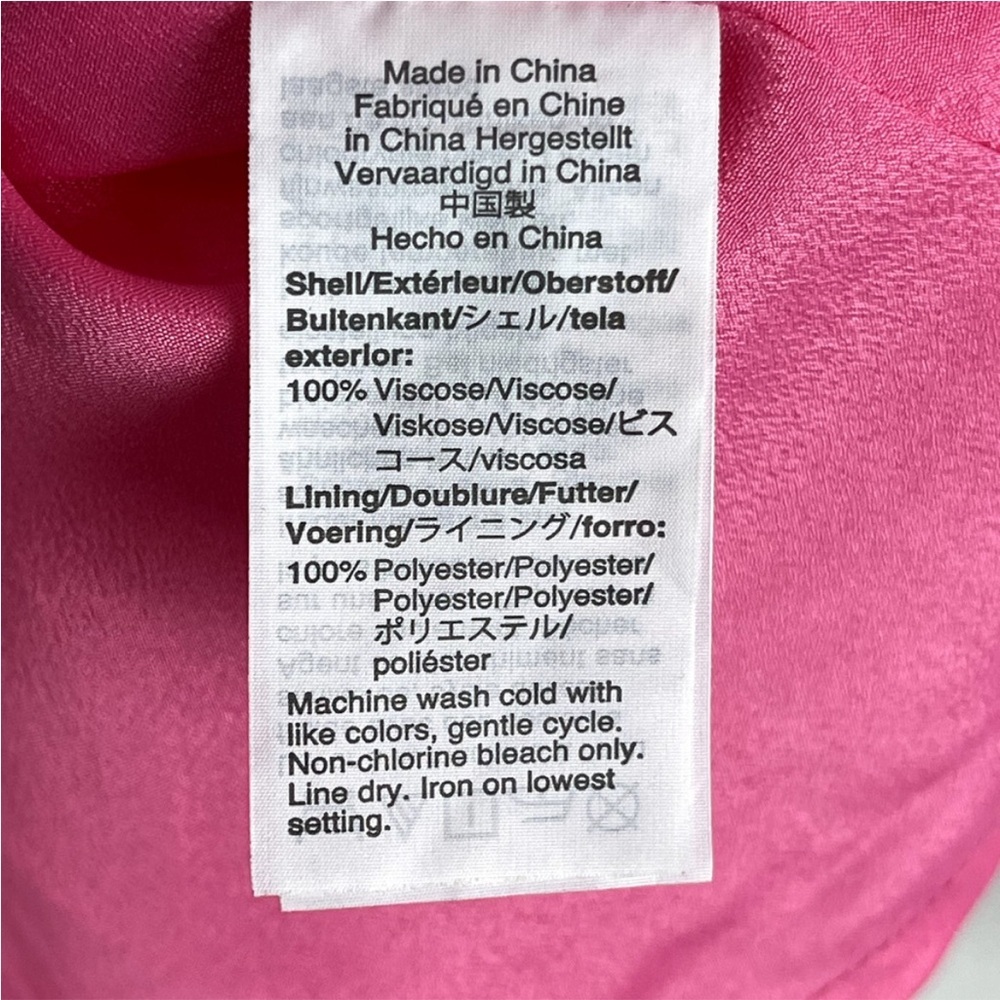 Made in China
Fabriqué en Chine
in China Hergestellt
Vervaardigd in China
中国製
Hecho en China
Shell/Extérieur/Oberstoff/
Buitenkant/シェル/tela
exterior:
100% Viscose/Viscose/
Viskose/Viscose/ビス
コース/viscosa
Lining/Doublure/Futter/
Voering/ライニング/forro:
100% Polyester/Polyester/
Polyester/Polyester/
ポリエステル/
poliéster
Machine wash cold with
like colors, gentle cycle.
Non-chlorine bleach only.
Line dry. Iron on lowest
setting.